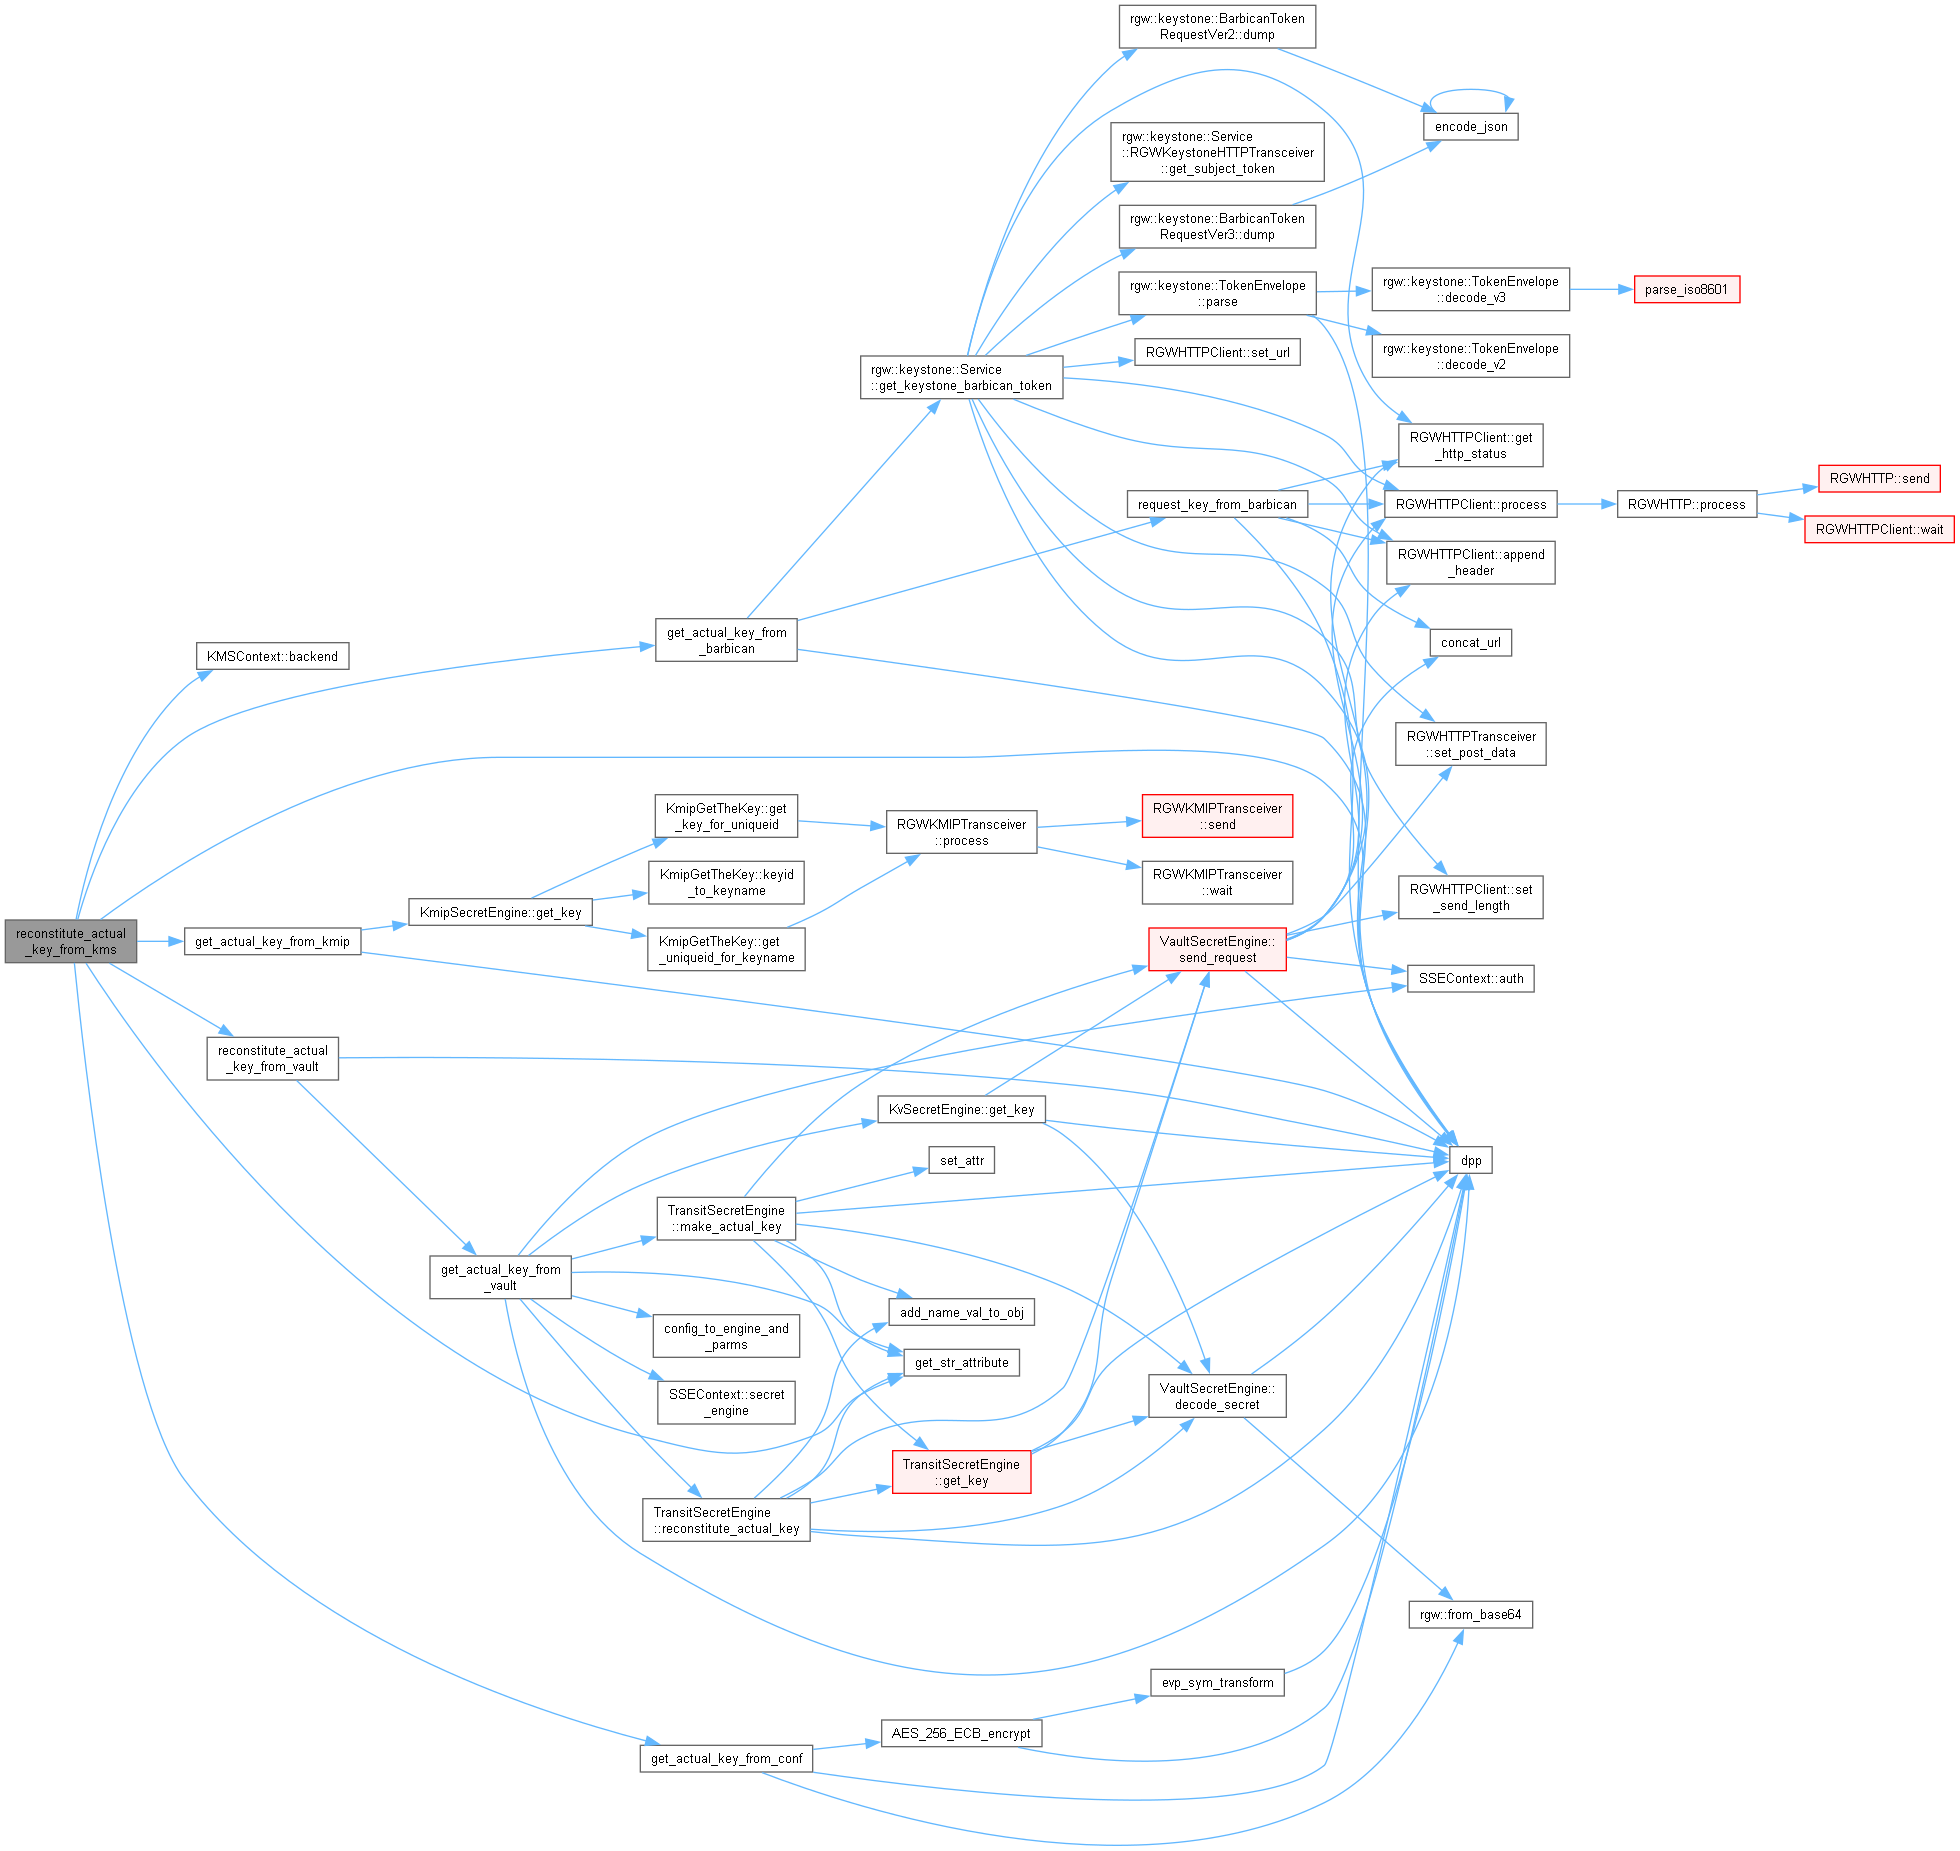 rgw::keystone::BarbicanToken
RequestVer2::dump
encode_json
rgw::keystone::Service
::RGWKeystoneHTTPTransceiver
::get_subject_token
rgw::keystone::BarbicanToken
RequestVer3::dump
rgw::keystone::TokenEnvelope
::parse
rgw::keystone::TokenEnvelope
::decode_v3
parse_iso8601
RGWHTTPClient::set_url
rgw::keystone::TokenEnvelope
::decode_v2
rgw::keystone::Service
::get_keystone_barbican_token
RGWHTTPClient::get
_http_status
request_key_from_barbican
RGWHTTPClient::process
RGWHTTP::process
RGWHTTP::send
RGWHTTPClient::wait
RGWHTTPClient::append
_header
get_actual_key_from
_barbican
concat_url
KMSContext::backend
RGWHTTPTransceiver
::set_post_data
KmipGetTheKey::get
_key_for_uniqueid
RGWKMIPTransceiver
::process
RGWKMIPTransceiver
::send
KmipGetTheKey::keyid
_to_keyname
RGWKMIPTransceiver
::wait
RGWHTTPClient::set
_send_length
KmipSecretEngine::get_key
reconstitute_actual
_key_from_kms
get_actual_key_from_kmip
KmipGetTheKey::get
_uniqueid_for_keyname
VaultSecretEngine::
send_request
SSEContext::auth
reconstitute_actual
_key_from_vault
KvSecretEngine::get_key
set_attr
dpp
TransitSecretEngine
::make_actual_key
get_actual_key_from
_vault
add_name_val_to_obj
config_to_engine_and
_parms
get_str_attribute
SSEContext::secret
_engine
VaultSecretEngine::
decode_secret
TransitSecretEngine
::get_key
TransitSecretEngine
::reconstitute_actual_key
rgw::from_base64
evp_sym_transform
AES_256_ECB_encrypt
get_actual_key_from_conf